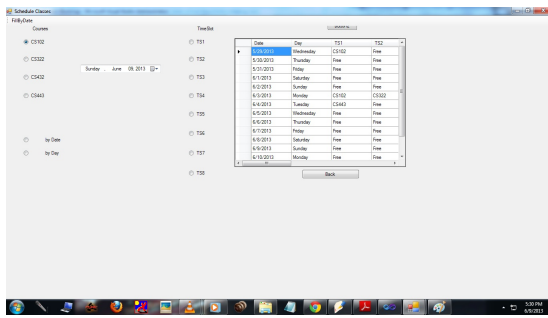 Schedule Classes
FillByDate
Courses
TimeSlot
CS102
CS322
CS432
CS443
by Date
by Day
Sunday , June 09, 2013
TS1
TS2
TS3
TS4
TS5
TS6
TS7
TS8
Date Day TS1 TS2
5/29/2013 Wednesday CS102 Free
5/30/2013 Thursday Free Free
5/31/2013 Friday Free Free
6/1/2013 Saturday Free Free
6/2/2013 Sunday Free Free
6/3/2013 Monday CS102 CS322
6/4/2013 Tuesday CS443 Free
6/5/2013 Wednesday Free Free
6/6/2013 Thursday Free Free
6/7/2013 Friday Free Free
6/8/2013 Saturday Free Free
6/9/2013 Sunday Free Free
6/10/2013 Monday Free Free
Back
5:30 PM
6/9/2013